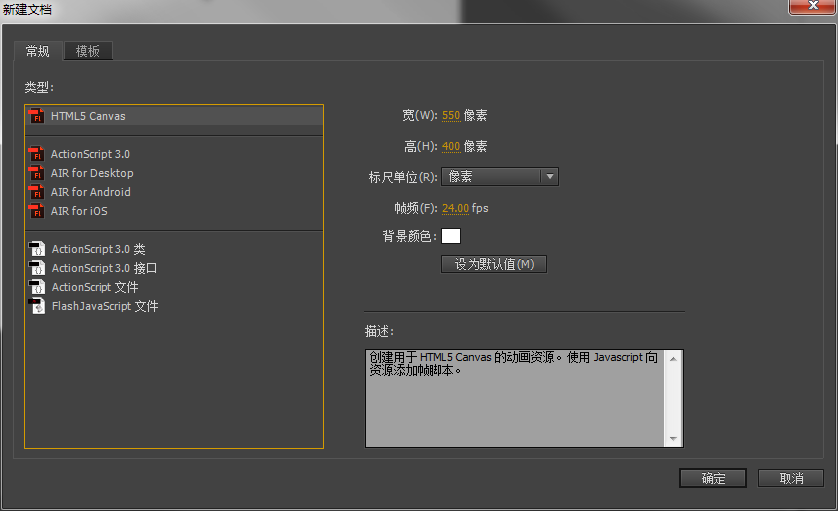 新建文档
常规
模板
类型:
HTML5 Canvas
ActionScript 3.0
AIR for Desktop
AIR for Android
AIR for iOS
ActionScript 3.0 类
ActionScript 3.0 接口
ActionScript 文件
FlashJavaScript 文件
宽(W): 550 像素
高(H): 400 像素
标尺单位(R): 像素
帧频(F): 24.00 fps
背景颜色:
设为默认值(M)
描述:
创建用于 HTML5 Canvas 的动画资源。使用 Javascript 向
资源添加帧脚本。
确定
取消